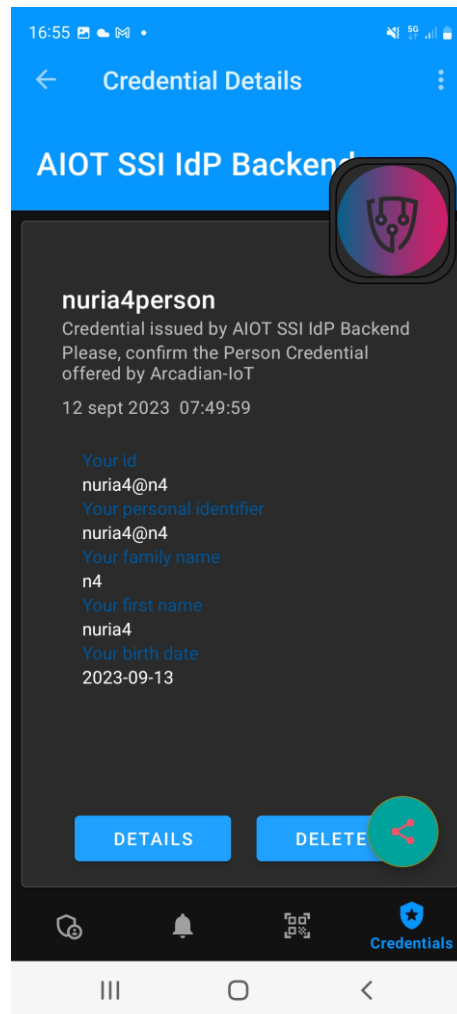 16:55
5G
Credential Details
AIOT SSI IdP Backend
nuria4person
Credential issued by AIOT SSI IdP Backend
Please, confirm the Person Credential
offered by Arcadian-IoT
12 sept 2023 07:49:59
Your id
nuria4@n4
Your personal identifier
nuria4@n4
Your family name
n4
Your first name
nuria4
Your birth date
2023-09-13
DETAILS
DELETE
Credentials